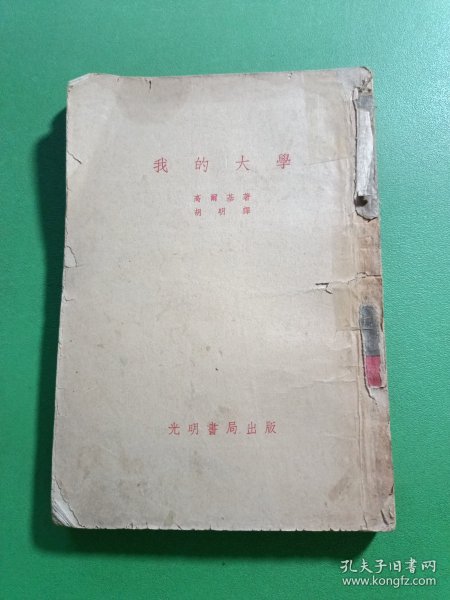 我的大學
高爾基著
胡明譯
光明書局出版
孔夫子旧书网
www.kongfz.com